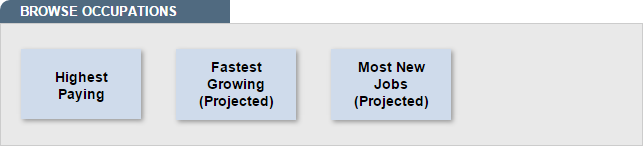 BROWSE OCCUPATIONS
Highest
Paying
Fastest
Growing
(Projected)
Most New
Jobs
(Projected)